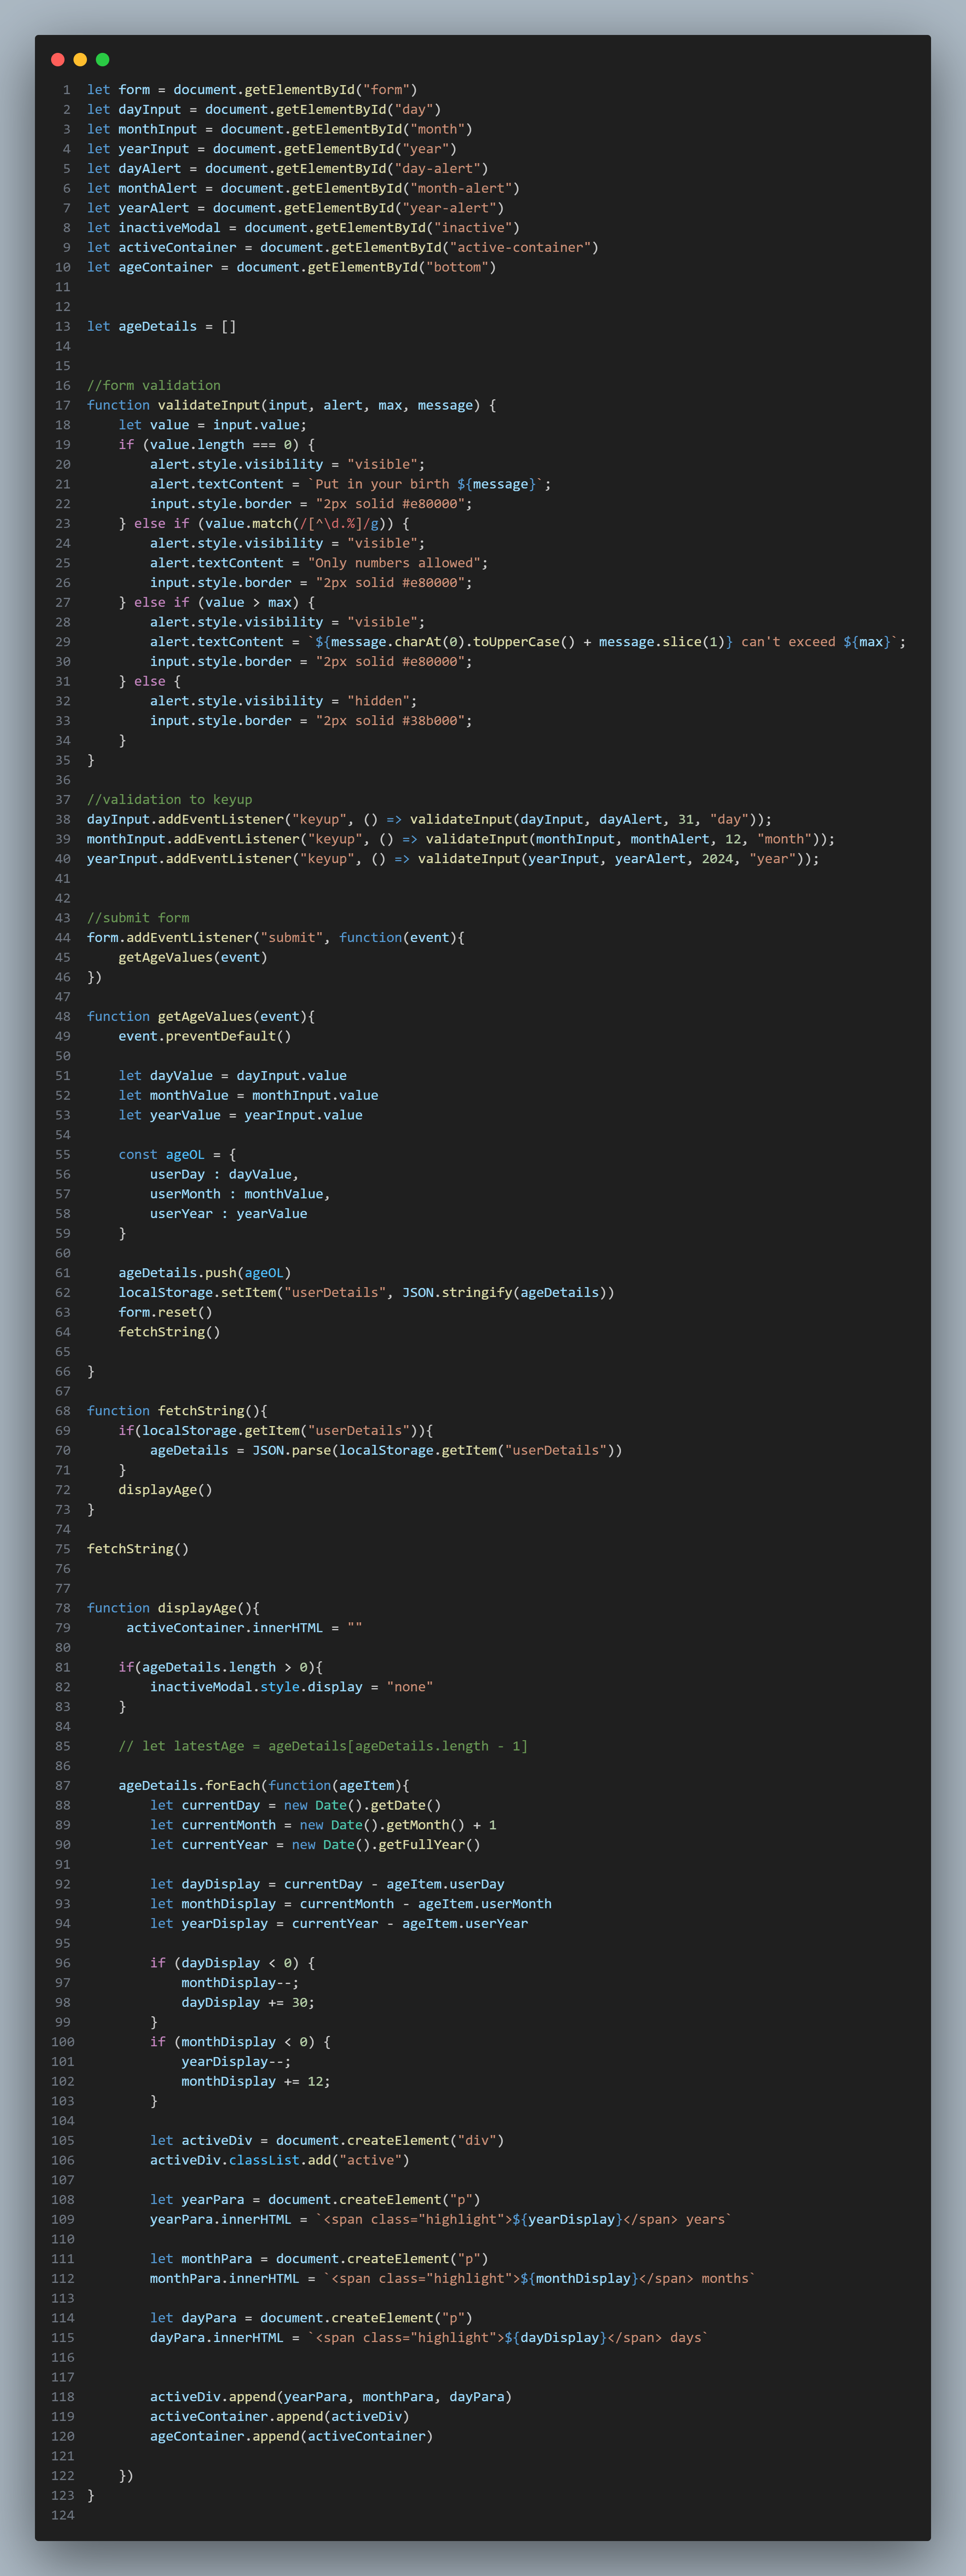 1 let form = document.getElementById("form")
2 let dayInput = document.getElementById("day")
3 let monthInput = document.getElementById("month")
4 let yearInput = document.getElementById("year")
5 let dayAlert = document.getElementById("day-alert")
6 let monthAlert = document.getElementById("month-alert")
7 let yearAlert = document.getElementById("year-alert")
8 let inactiveModal = document.getElementById("inactive")
9 let activeContainer = document.getElementById("active-container")
10 let ageContainer = document.getElementById("bottom")
11
12
13 let ageDetails = []
14
15
16 //form validation
17 function validateInput(input, alert, max, message) {
18     let value = input.value;
19     if (value.length === 0) {
20         alert.style.visibility = "visible";
21         alert.textContent = `Put in your birth ${message}`;
22         input.style.border = "2px solid #e80000";
23     } else if (value.match(/[^\d.%]/g)) {
24         alert.style.visibility = "visible";
25         alert.textContent = "Only numbers allowed";
26         input.style.border = "2px solid #e80000";
27     } else if (value > max) {
28         alert.style.visibility = "visible";
29         alert.textContent = `${message.charAt(0).toUpperCase() + message.slice(1)} can't exceed ${max}`;
30         input.style.border = "2px solid #e80000";
31     } else {
32         alert.style.visibility = "hidden";
33         input.style.border = "2px solid #38b000";
34     }
35 }
36
37 //validation to keyup
38 dayInput.addEventListener("keyup", () => validateInput(dayInput, dayAlert, 31, "day"));
39 monthInput.addEventListener("keyup", () => validateInput(monthInput, monthAlert, 12, "month"));
40 yearInput.addEventListener("keyup", () => validateInput(yearInput, yearAlert, 2024, "year"));
41
42
43 //submit form
44 form.addEventListener("submit", function(event){
45     getAgeValues(event)
46 })
47
48 function getAgeValues(event){
49     event.preventDefault()
50
51     let dayValue = dayInput.value
52     let monthValue = monthInput.value
53     let yearValue = yearInput.value
54
55     const ageOL = {
56         userDay : dayValue,
57         userMonth : monthValue,
58         userYear : yearValue
59     }
60
61     ageDetails.push(ageOL)
62     localStorage.setItem("userDetails", JSON.stringify(ageDetails))
63     form.reset()
64     fetchString()
65
66 }
67
68 function fetchString(){
69     if(localStorage.getItem("userDetails")){
70         ageDetails = JSON.parse(localStorage.getItem("userDetails"))
71     }
72     displayAge()
73 }
74
75 fetchString()
76
77
78 function displayAge(){
79      activeContainer.innerHTML = ""
80
81     if(ageDetails.length > 0){
82         inactiveModal.style.display = "none"
83     }
84
85     // let latestAge = ageDetails[ageDetails.length - 1]
86
87     ageDetails.forEach(function(ageItem){
88         let currentDay = new Date().getDate()
89         let currentMonth = new Date().getMonth() + 1
90         let currentYear = new Date().getFullYear()
91
92         let dayDisplay = currentDay - ageItem.userDay
93         let monthDisplay = currentMonth - ageItem.userMonth
94         let yearDisplay = currentYear - ageItem.userYear
95
96         if (dayDisplay < 0) {
97             monthDisplay--;
98             dayDisplay += 30;
99         }
100         if (monthDisplay < 0) {
101             yearDisplay--;
102             monthDisplay += 12;
103         }
104
105         let activeDiv = document.createElement("div")
106         activeDiv.classList.add("active")
107
108         let yearPara = document.createElement("p")
109         yearPara.innerHTML = `<span class="highlight">${yearDisplay}</span> years`
110
111         let monthPara = document.createElement("p")
112         monthPara.innerHTML = `<span class="highlight">${monthDisplay}</span> months`
113
114         let dayPara = document.createElement("p")
115         dayPara.innerHTML = `<span class="highlight">${dayDisplay}</span> days`
116
117
118         activeDiv.append(yearPara, monthPara, dayPara)
119         activeContainer.append(activeDiv)
120         ageContainer.append(activeContainer)
121
122     })
123 }
124